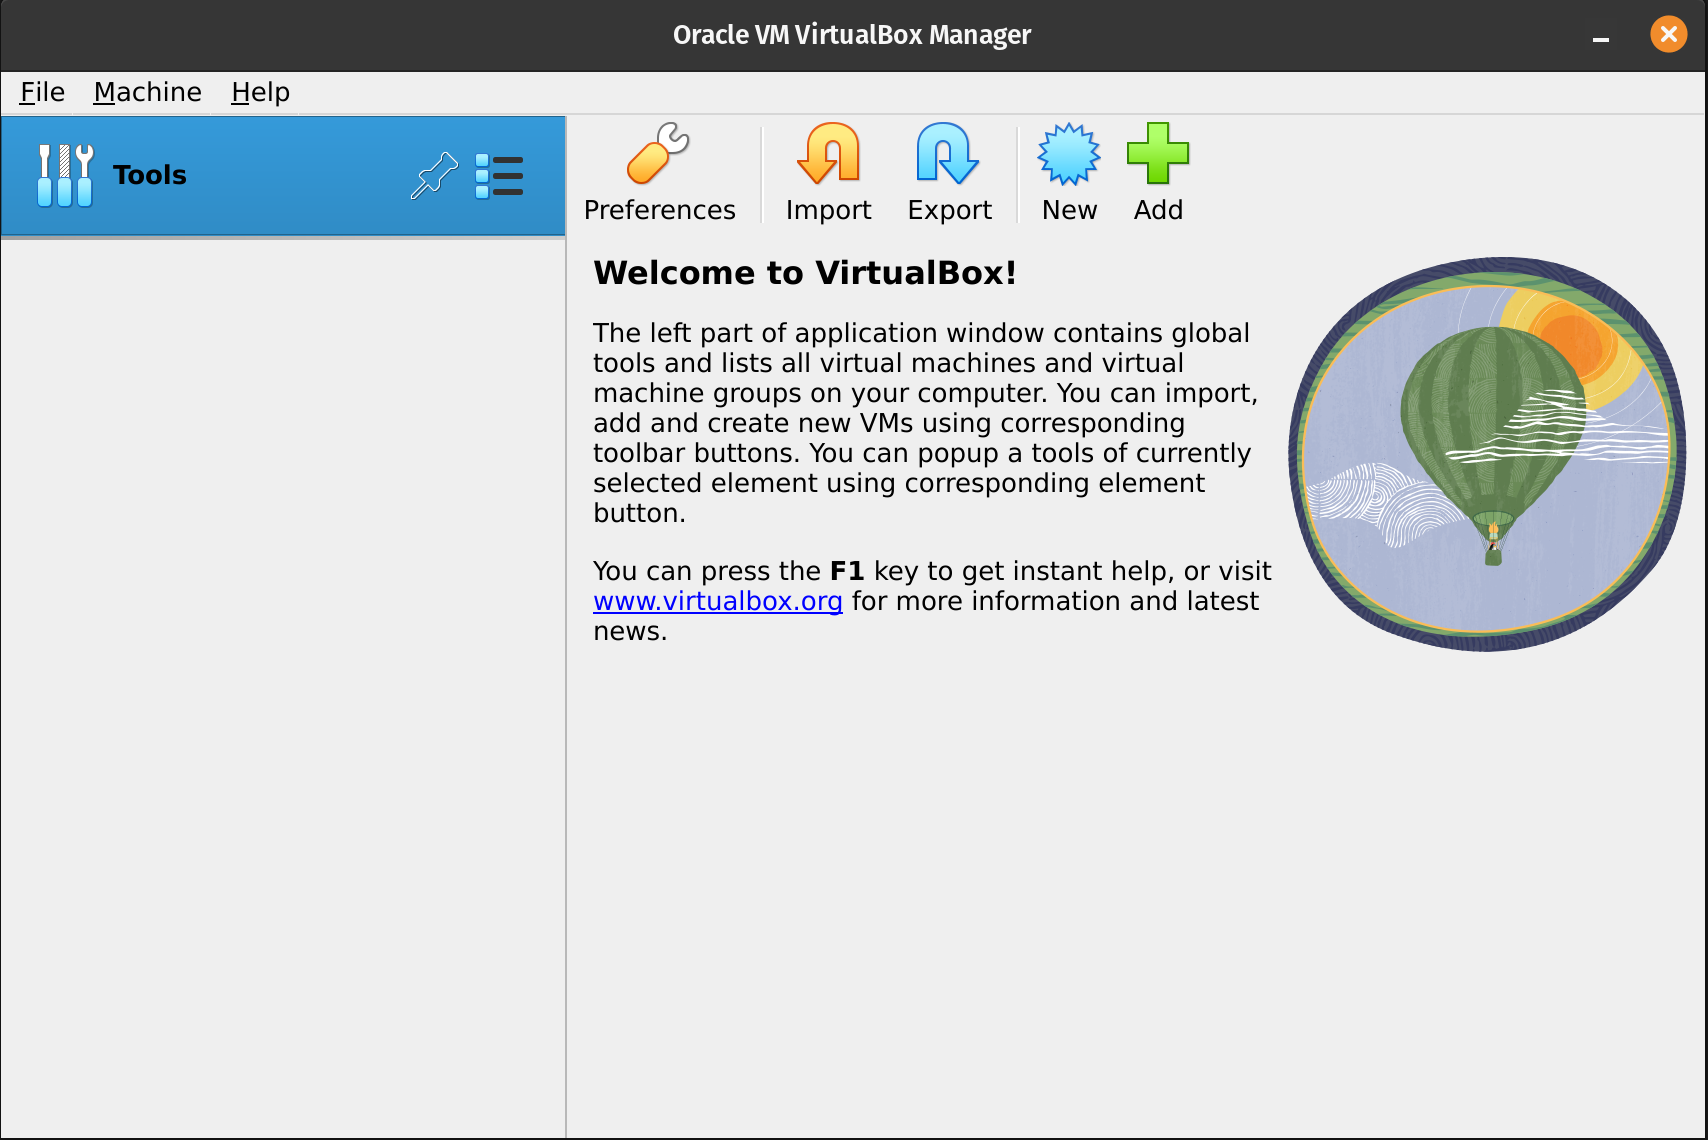 Oracle VM VirtualBox Manager
File Machine Help
Tools
Preferences Import Export New Add
Welcome to VirtualBox!
The left part of application window contains global
tools and lists all virtual machines and virtual
machine groups on your computer. You can import,
add and create new VMs using corresponding
toolbar buttons. You can popup a tools of currently
selected element using corresponding element
button.
You can press the F1 key to get instant help, or visit
www.virtualbox.org for more information and latest
news.